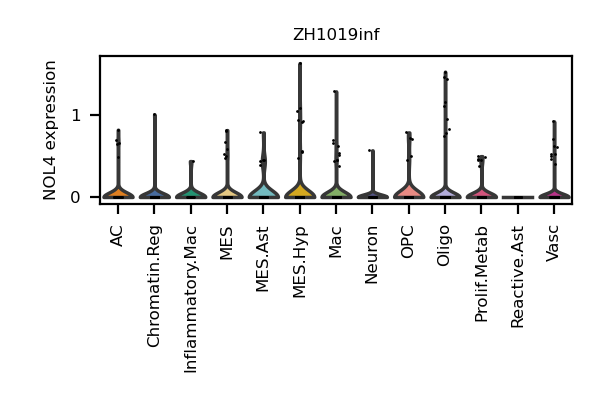 ZH1019inf
NOL4 expression
1
0
AC
Chromatin.Reg
Inflammatory.Mac
MES
MES.Ast
MES.Hyp
Mac
Neuron
OPC
Oligo
Prolif.Metab
Reactive.Ast
Vasc